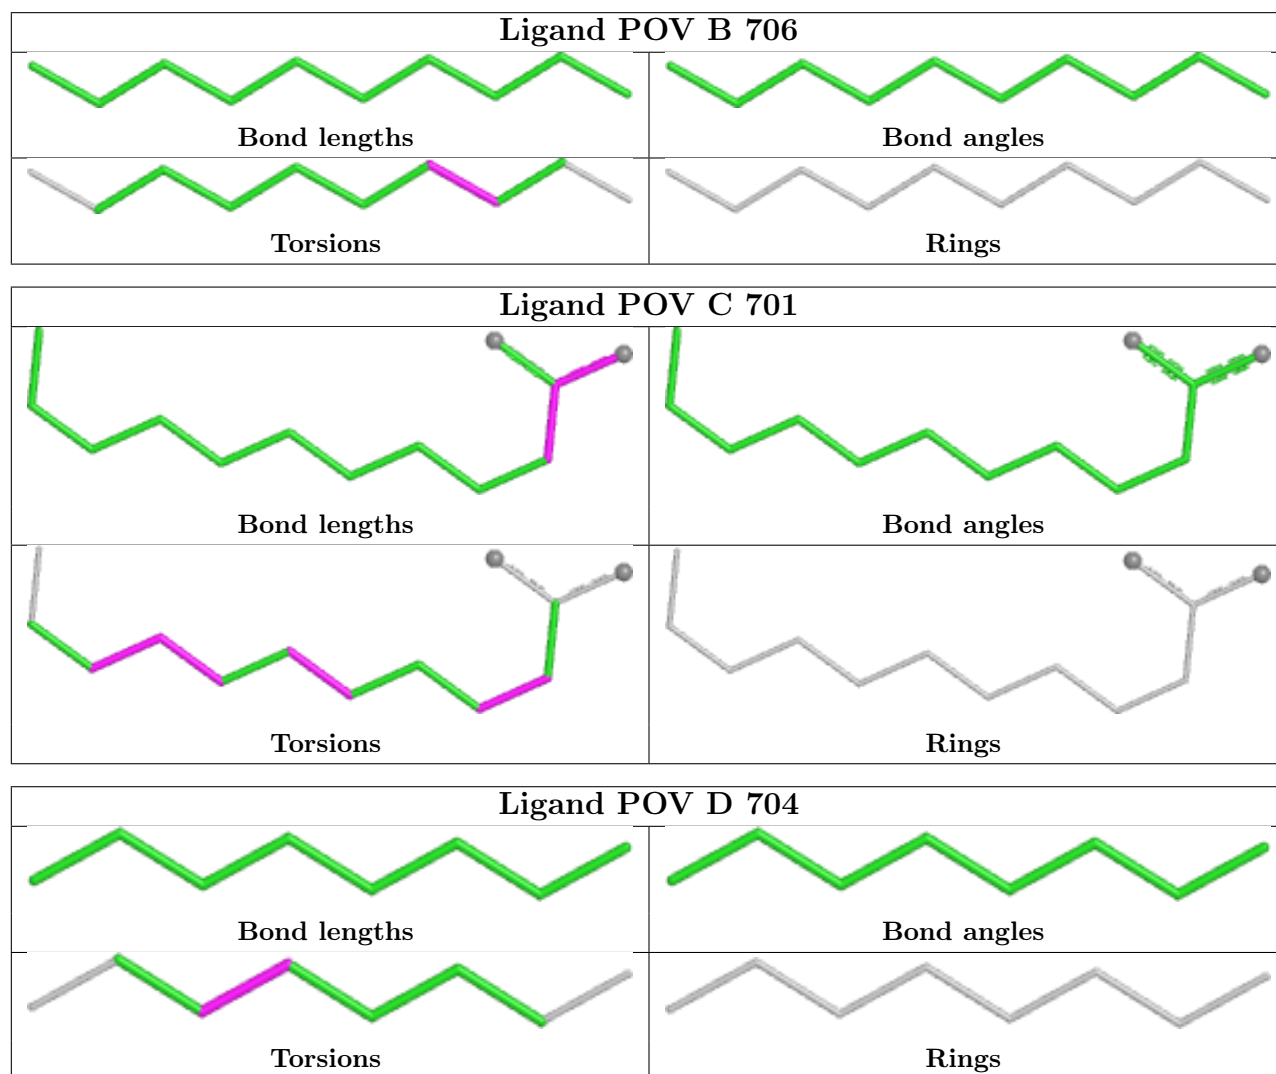 Ligand POV B 706
Bond lengths
Bond angles
Torsions
Rings
Ligand POV C 701
Bond lengths
Bond angles
Torsions
Rings
Ligand POV D 704
Bond lengths
Bond angles
Torsions
Rings